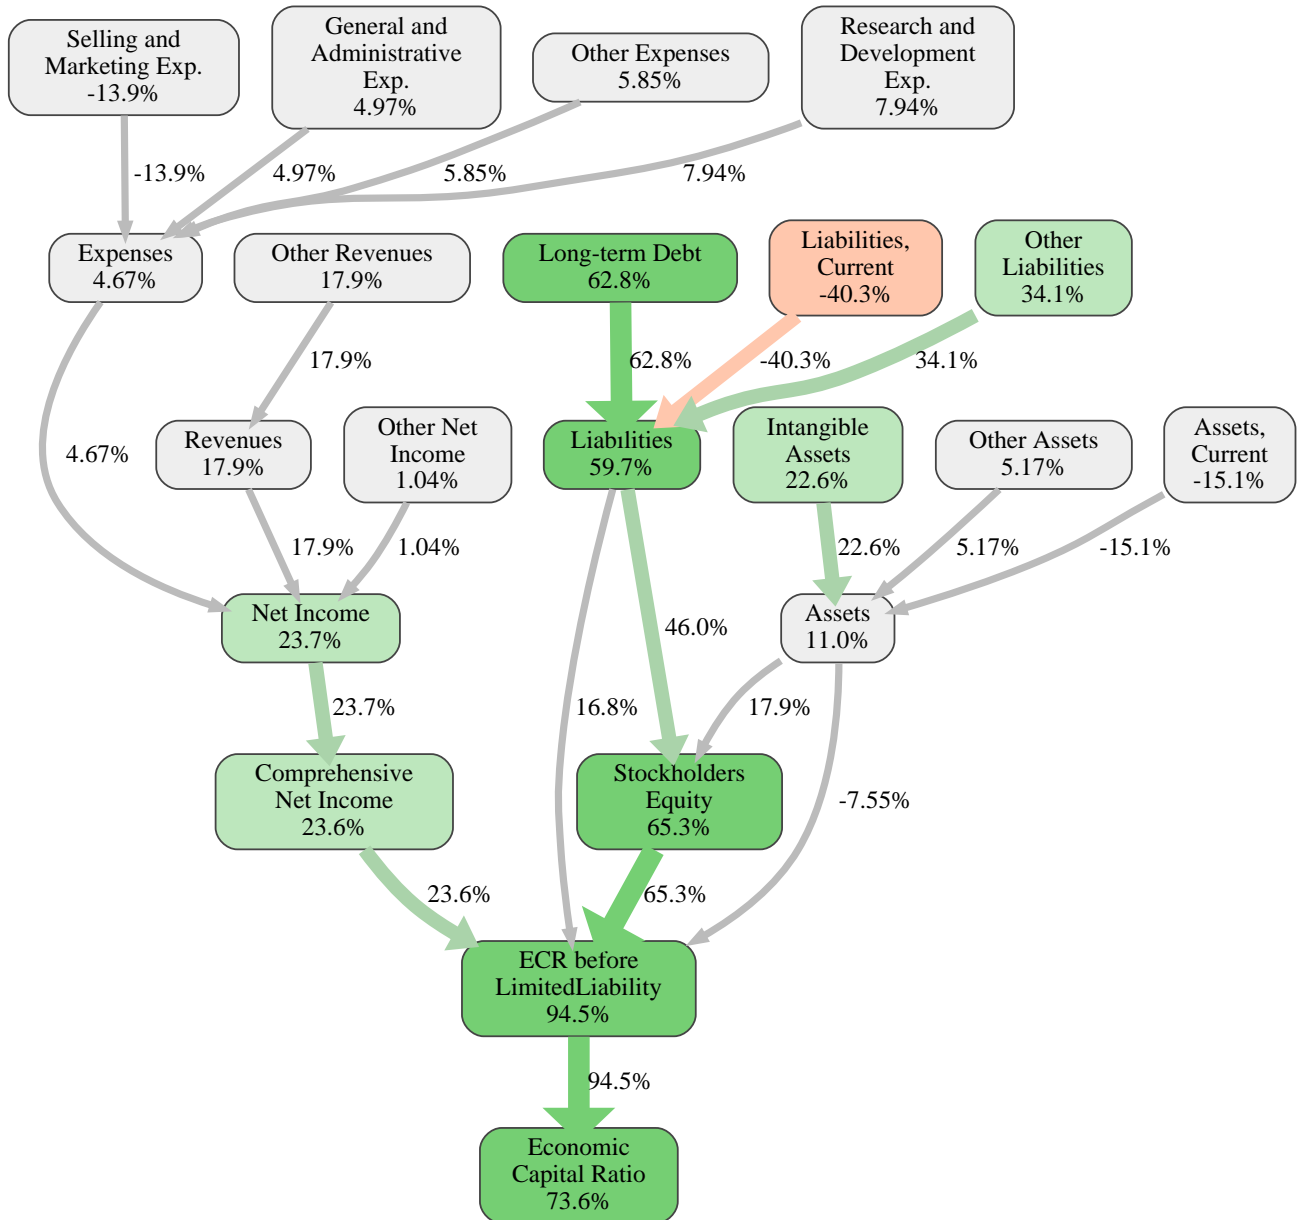 Selling and
Marketing Exp.
-13.9%
General and
Administrative
Exp.
4.97%
Other Expenses
5.85%
Research and
Development
Exp.
7.94%
-13.9%
4.97%
5.85%
7.94%
Expenses
4.67%
Other Revenues
17.9%
Long-term Debt
62.8%
Liabilities,
Current
-40.3%
Other
Liabilities
34.1%
17.9%
62.8%
-40.3%
34.1%
4.67%
Revenues
17.9%
Other Net
Income
1.04%
Liabilities
59.7%
Intangible
Assets
22.6%
Other Assets
5.17%
Assets,
Current
-15.1%
17.9%
1.04%
22.6%
5.17%
-15.1%
Net Income
23.7%
46.0%
Assets
11.0%
23.7%
16.8%
17.9%
Comprehensive
Net Income
23.6%
Stockholders
Equity
65.3%
-7.55%
23.6%
65.3%
ECR before
LimitedLiability
94.5%
94.5%
Economic
Capital Ratio
73.6%